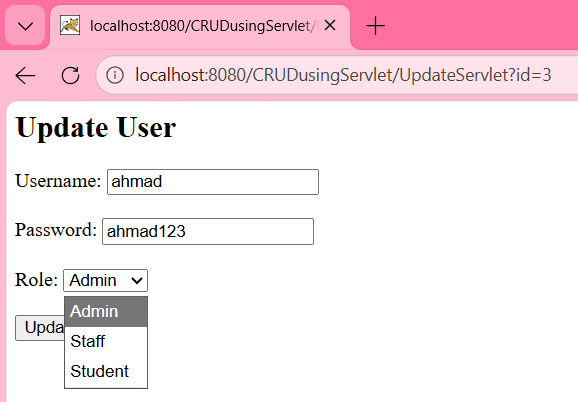 localhost:8080/CRUDusingServlet/
localhost:8080/CRUDusingServlet/UpdateServlet?id=3
Update User
Username: ahmad
Password: ahmad123
Role: Admin
Admin
Upda
Staff
Student